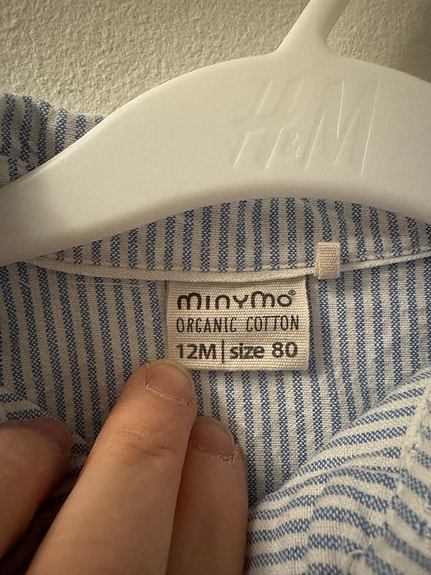 H&M
minymo®
ORGANIC COTTON
12M | size 80